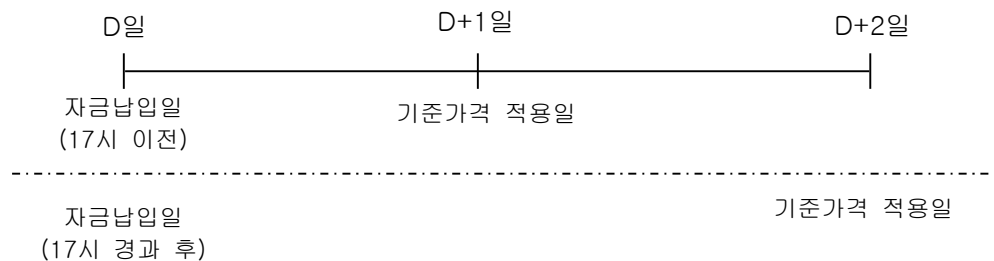 D일 D+1일 D+2일
자금납입일 기준가격 적용일
(17시 이전)
자금납입일 기준가격 적용일
(17시 경과 후)